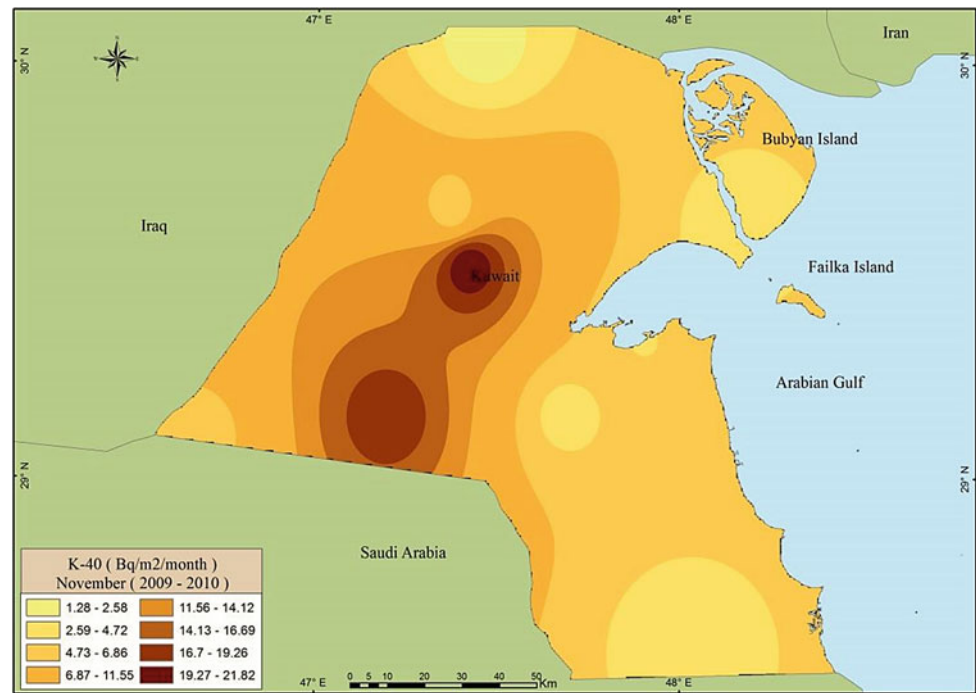 47° E
48° E
Iran
30° N
30° N
Bubyan Island
Iraq
Failka Island
Kuwait
Arabian Gulf
29° N
29° N
Saudi Arabia
K-40 ( Bq/m2/month )
November ( 2009 - 2010 )
1.28 - 2.58
11.56 - 14.12
2.59 - 4.72
14.13 - 16.69
4.73 - 6.86
16.7 - 19.26
6.87 - 11.55
19.27 - 21.82
47° E
0 5 10 20 30 40 50 Km
48° E